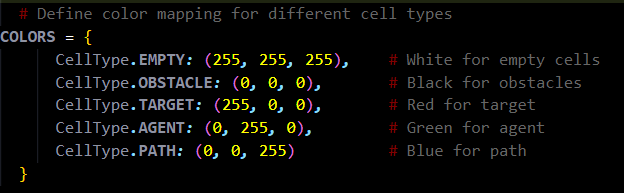 # Define color mapping for different cell types
COLORS = {
CellType.EMPTY: (255, 255, 255), # White for empty cells
CellType.OBSTACLE: (0, 0, 0), # Black for obstacles
CellType.TARGET: (255, 0, 0), # Red for target
CellType.AGENT: (0, 255, 0), # Green for agent
CellType.PATH: (0, 0, 255) # Blue for path
}